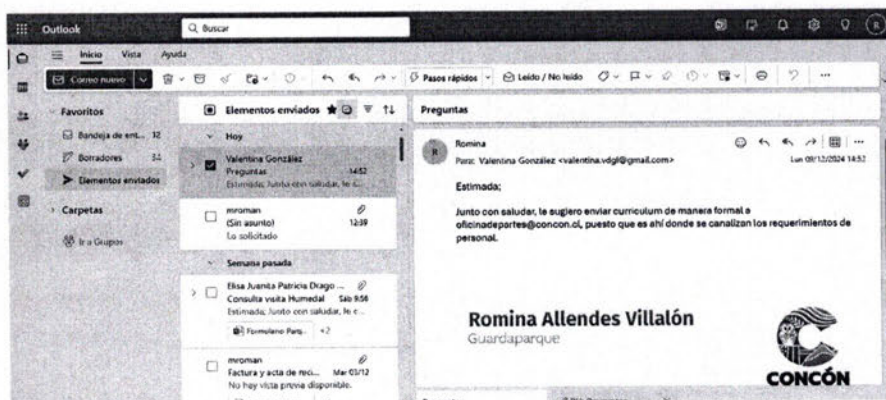 Outlook
Buscar
R
Inicio Vista Ayuda
Correo nuevo
Pasos rápidos
Leído / No leído
Favoritos
Bandeja de ent... 12
Borradores 34
Elementos enviados
Carpetas
Ir a Grupos
Elementos enviados
Hoy
Valentina González
Preguntas 14:52
Estimada; Junto con saludar, le s...
mroman
(Sin asunto) 12:39
Lo solicitado
Semana pasada
Elisa Juanita Patricia Drago ...
Consulta visita Humedal Sáb 9:58
Estimada; Junto con saludar, le e...
Formulario Parq... +2
mroman
Factura y acta de reci... Mar 03/12
No hay vista previa disponible.
Preguntas
R
Romina
Para: Valentina González <valentina.vdgl@gmail.com>
Lun 09/12/2024 14:52
Estimada;
Junto con saludar, le sugiero enviar curriculum de manera formal a
oficinadepartes@concon.cl, puesto que es ahí donde se canalizan los requerimientos de
personal.
Romina Allendes Villalón
Guardaparque
CONCÓN